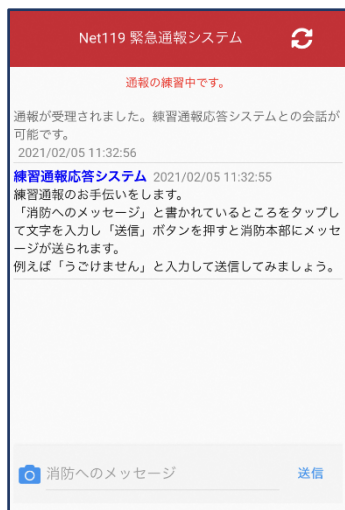 Net119 緊急通報システム
通報の練習中です。
通報が受理されました。練習通報応答システムとの会話が
可能です。
2021/02/05 11:32:56
練習通報応答システム 2021/02/05 11:32:55
練習通報のお手伝いをします。
「消防へのメッセージ」と書かれているところをタップし
て文字を入力し「送信」ボタンを押すと消防本部にメッセ
ージが送られます。
例えば「うごけません」と入力して送信してみましょう。
消防へのメッセージ 送信